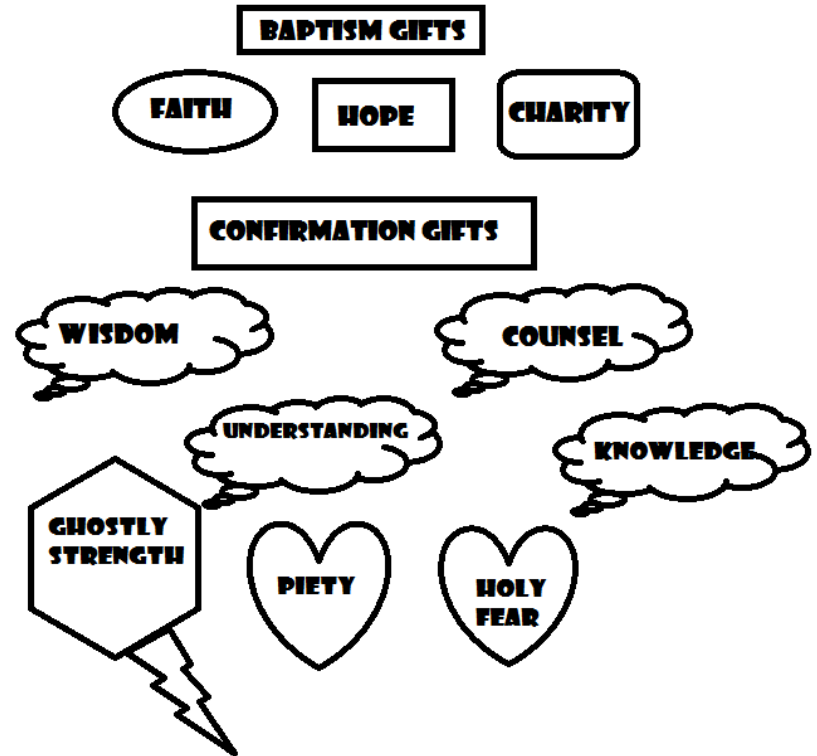 BAPTISM GIFTS
FAITH
HOPE
CHARITY
CONFIRMATION GIFTS
WISDOM
COUNSEL
UNDERSTANDING
KNOWLEDGE
GHOSTLY
STRENGTH
PIETY
HOLY
FEAR